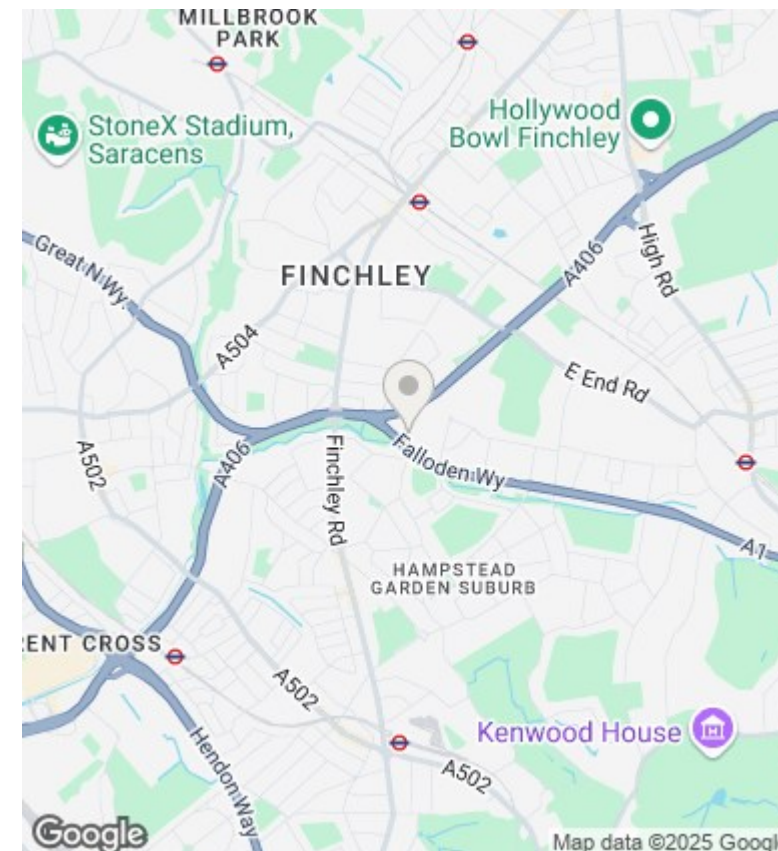 MILLBROOK
PARK
StoneX Stadium,
Saracens
Hollywood
Bowl Finchley
Great N Wy.
FINCHLEY
A406
High Rd
A504
E End Rd
A502
A406
Finchley Rd
Falloden Wy
A1
HAMPSTEAD
GARDEN SUBURB
RENT CROSS
A502
Hendon Way
Kenwood House
A502
Google
Map data ©2025 Googl